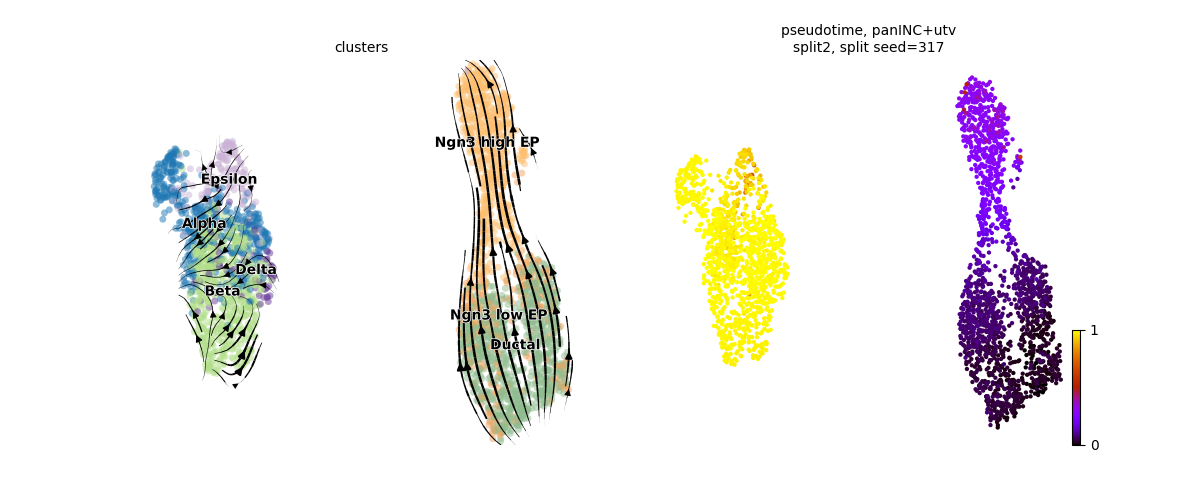 clusters
Epsilon
Alpha
Delta
Beta
Ngn3 high EP
Ngn3 low EP
Ductal
pseudotime, panINC+utv
split2, split seed=317
1
0